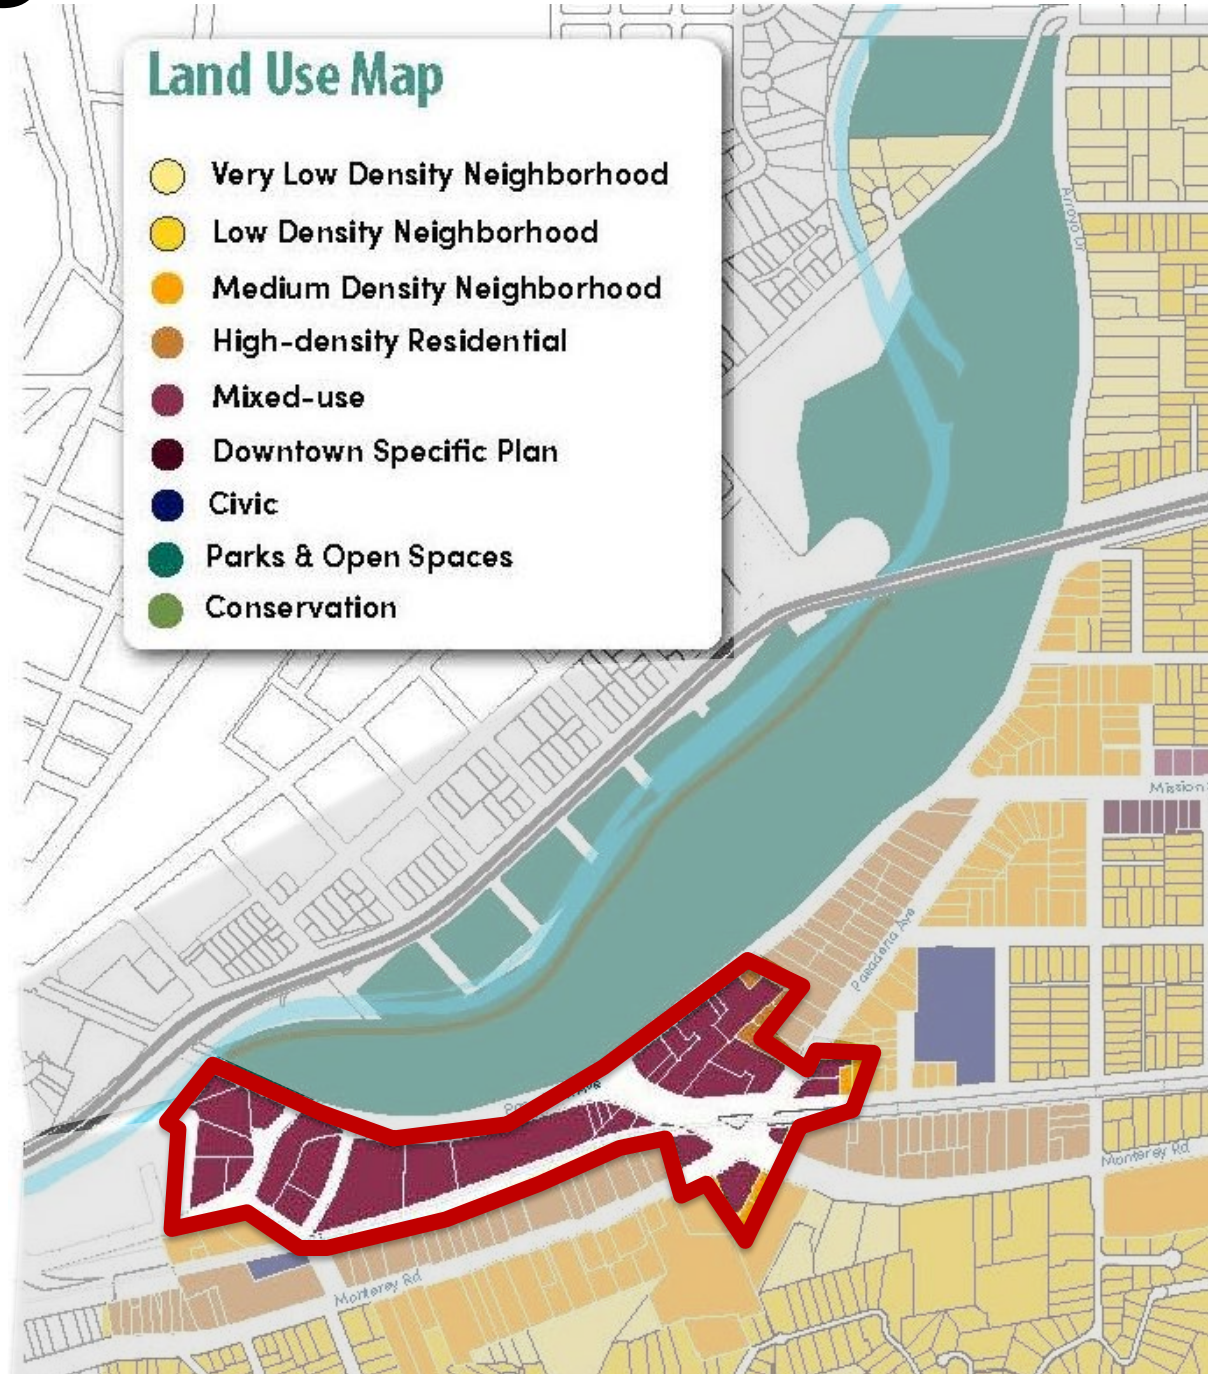 Land Use Map
Very Low Density Neighborhood
Low Density Neighborhood
Medium Density Neighborhood
High-density Residential
Mixed-use
Downtown Specific Plan
Civic
Parks & Open Spaces
Conservation
Arroyo Dr
Mission
Pasadena Ave
Monterey Rd
Monterey Rd